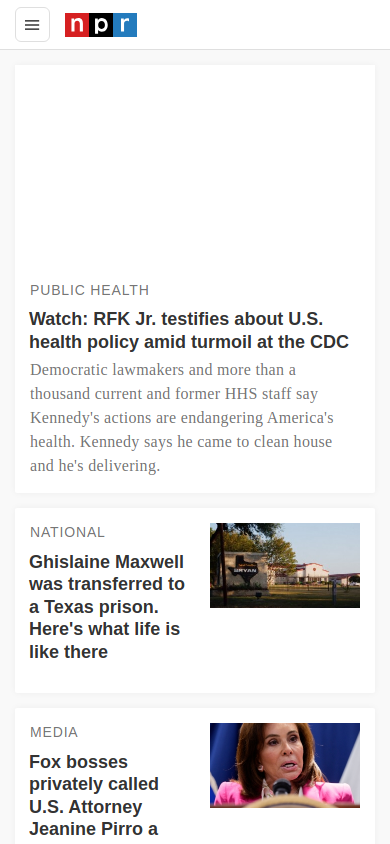 npr
PUBLIC HEALTH
Watch: RFK Jr. testifies about U.S.
health policy amid turmoil at the CDC
Democratic lawmakers and more than a
thousand current and former HHS staff say
Kennedy's actions are endangering America's
health. Kennedy says he came to clean house
and he's delivering.
NATIONAL
Ghislaine Maxwell
was transferred to
a Texas prison.
Here's what life is
like there
BRYAN
MEDIA
Fox bosses
privately called
U.S. Attorney
Jeanine Pirro a